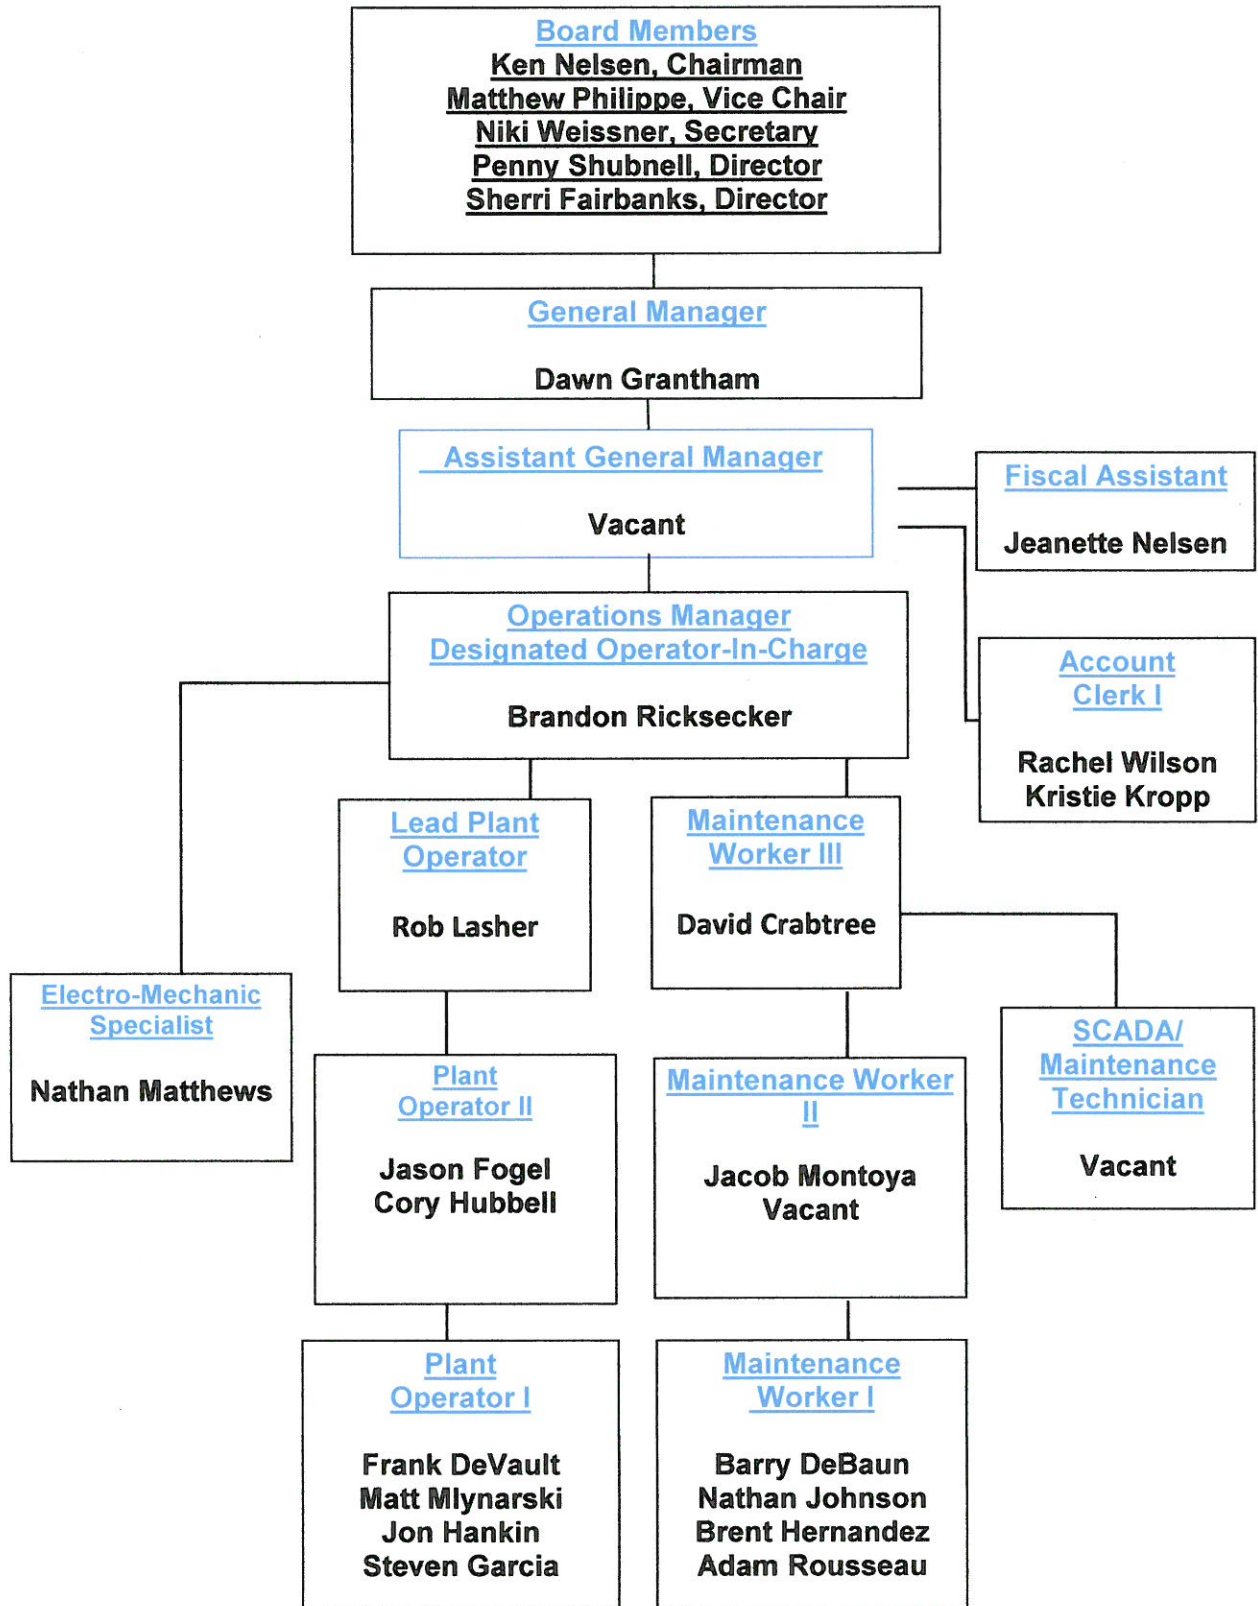 Board Members
Ken Nelsen, Chairman
Matthew Philippe, Vice Chair
Niki Weissner, Secretary
Penny Shubnell, Director
Sherri Fairbanks, Director
General Manager
Dawn Grantham
Assistant General Manager
Vacant
Fiscal Assistant
Jeanette Nelsen
Operations Manager
Designated Operator-In-Charge
Brandon Ricksecker
Account
Clerk I
Rachel Wilson
Kristie Kropp
Lead Plant
Operator
Rob Lasher
Maintenance
Worker III
David Crabtree
Electro-Mechanic
Specialist
Nathan Matthews
SCADA/
Maintenance
Technician
Vacant
Plant
Operator II
Jason Fogel
Cory Hubbell
Maintenance Worker
II
Jacob Montoya
Vacant
Plant
Operator I
Frank DeVault
Matt Mlynarski
Jon Hankin
Steven Garcia
Maintenance
Worker I
Barry DeBaun
Nathan Johnson
Brent Hernandez
Adam Rousseau